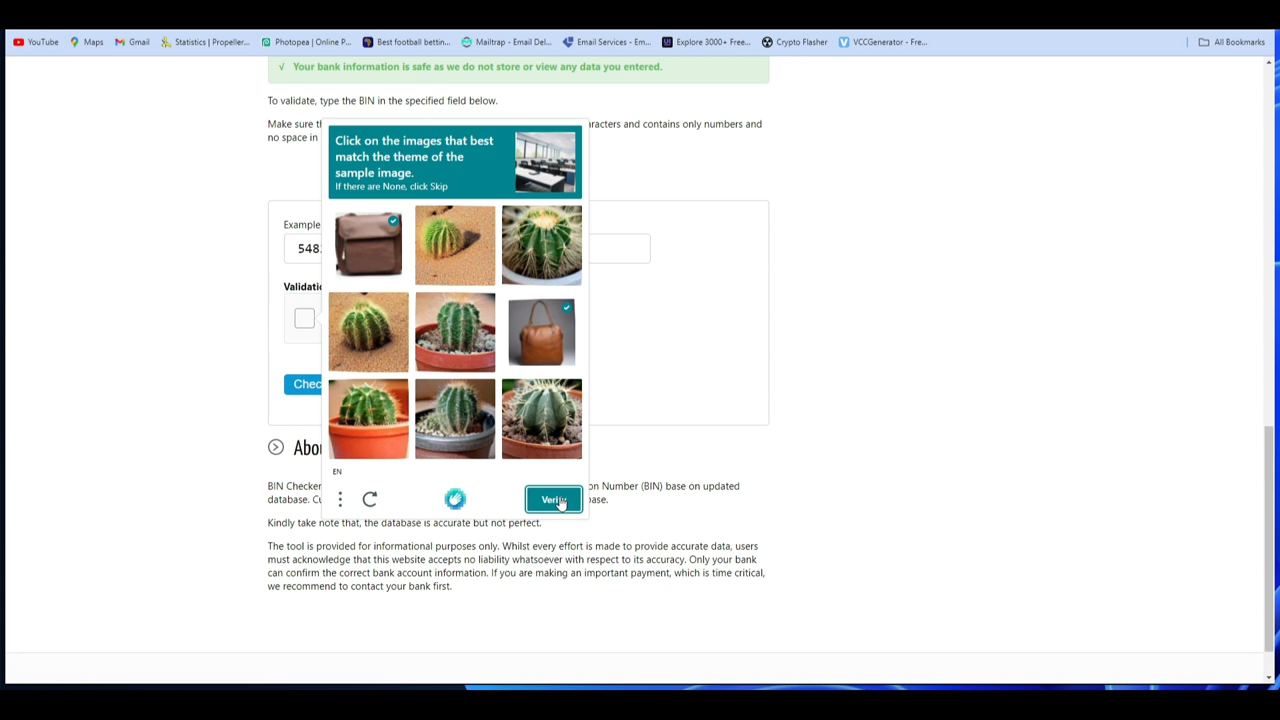 YouTube Maps Gmail Statistics | Propeller... Photopea | Online P... Best football bettin... Mailtrap - Email Del... Email Services - Em... Explore 3000+ Free... Crypto Flasher VCCGenerator - Fre... All Bookmarks
√ Your bank information is safe as we do not store or view any data you entered.
To validate, type the BIN in the specified field below.
Make sure th
aracters and contains only numbers and
no space in
Click on the images that best
match the theme of the
sample image.
If there are None, click Skip
Example
548
Validatio
Chec
Abou
EN
BIN Checker
on Number (BIN) base on updated
database. Cu
base.
Verify
Kindly take note that, the database is accurate but not perfect.
The tool is provided for informational purposes only. Whilst every effort is made to provide accurate data, users
must acknowledge that this website accepts no liability whatsoever with respect to its accuracy. Only your bank
can confirm the correct bank account information. If you are making an important payment, which is time critical,
we recommend to contact your bank first.